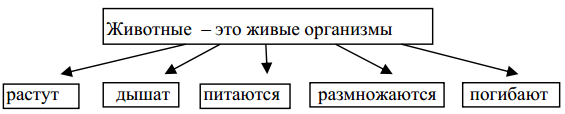 Животные – это живые организмы
растут
дышат
питаются
размножаются
погибают